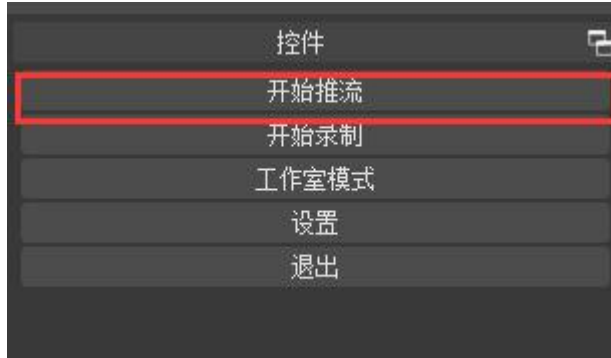 控件
开始推流
开始录制
工作室模式
设置
退出